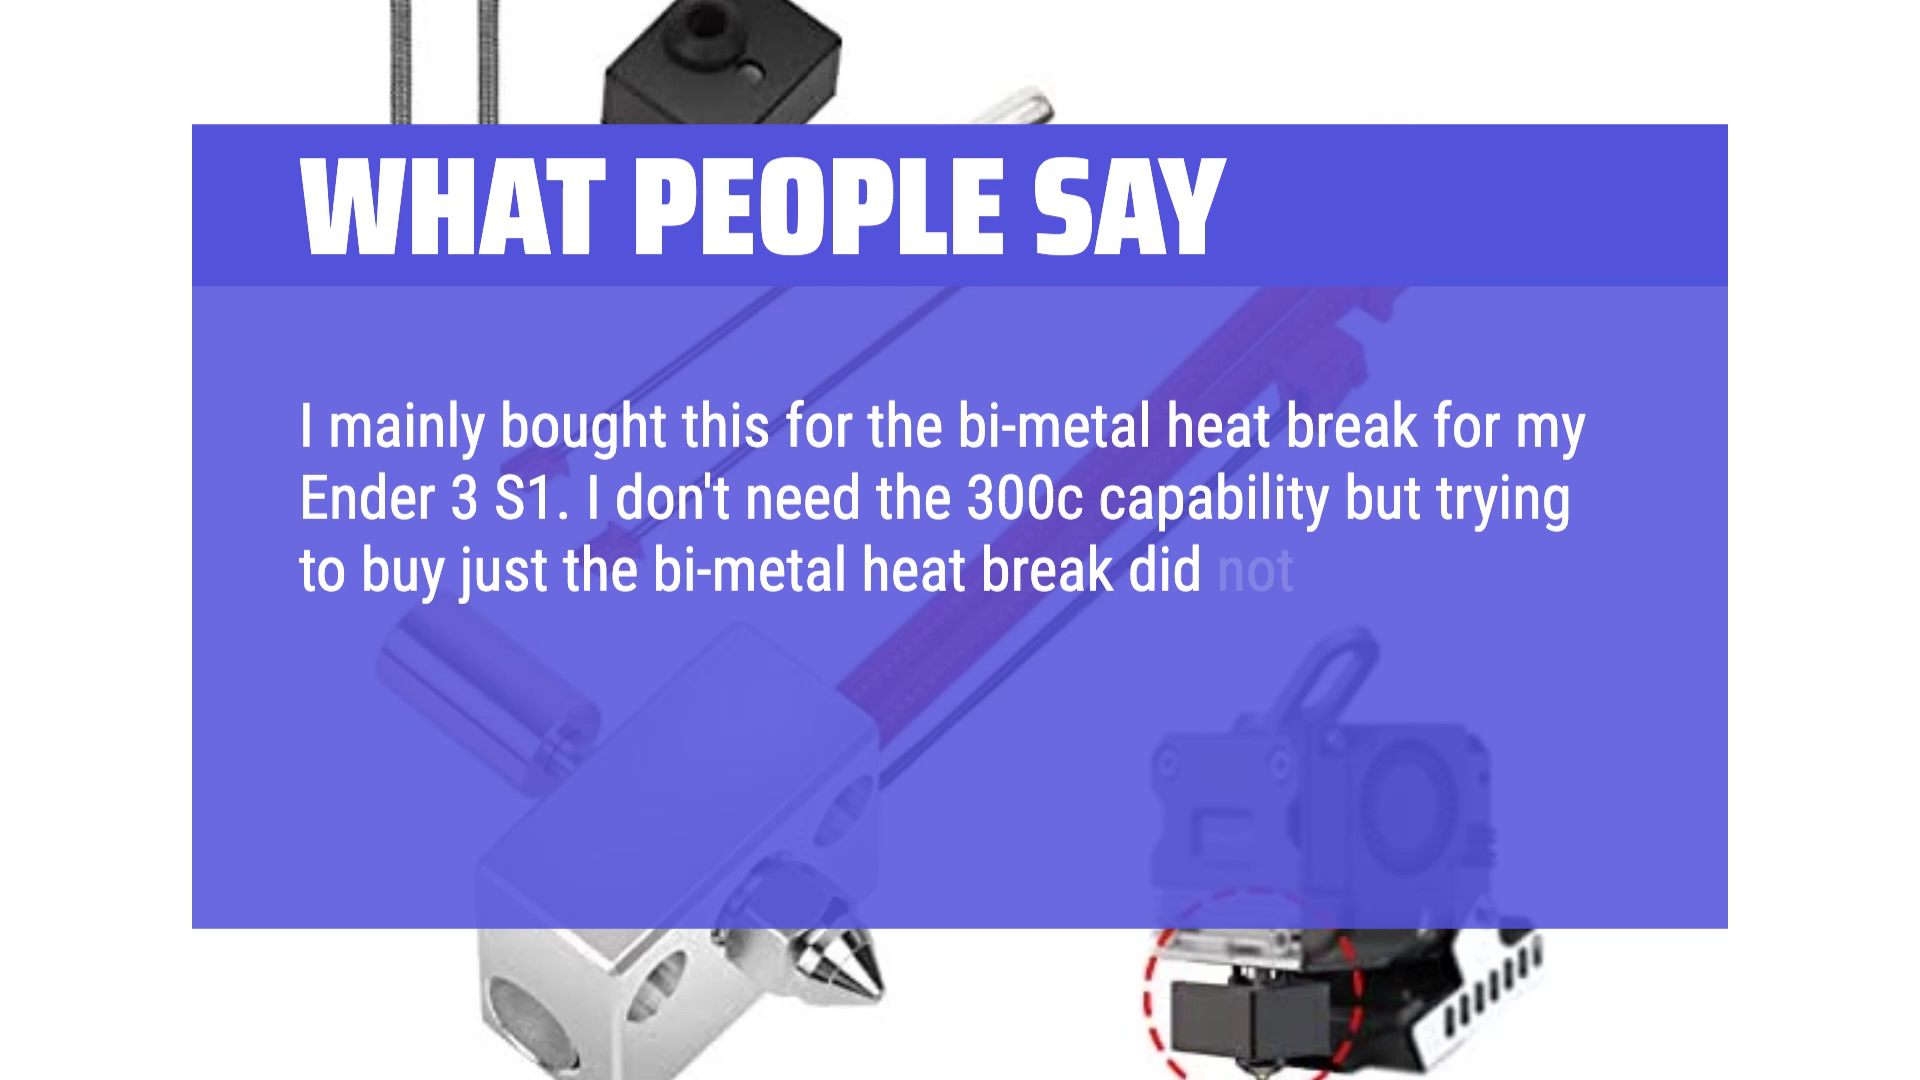 WHAT PEOPLE SAY
I mainly bought this for the bi-metal heat break for my
Ender 3 S1. I don't need the 300c capability but trying
to buy just the bi-metal heat break did not